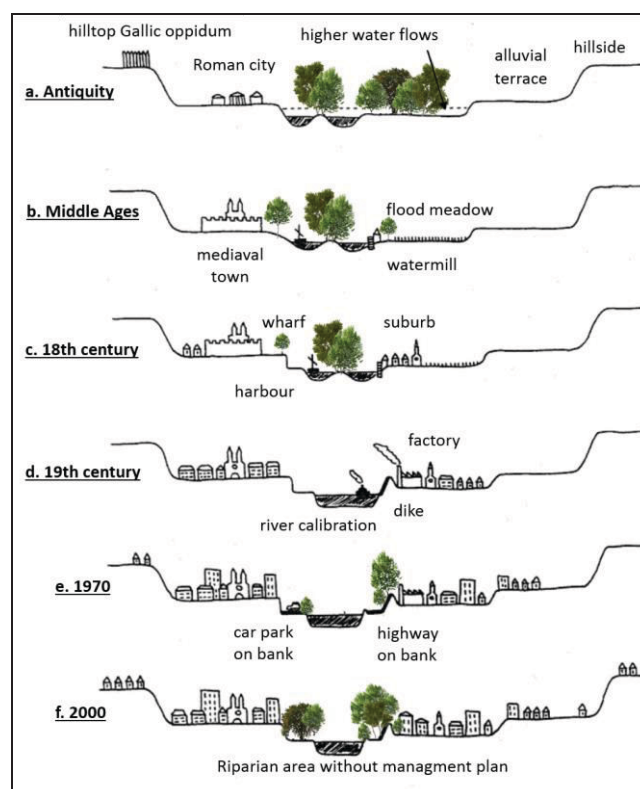 hilltop Gallic oppidum
higher water flows
hillside
Roman city
alluvial
terrace
a. Antiquity
b. Middle Ages
flood meadow
mediaval
town
watermill
wharf
suburb
c. 18th century
harbour
factory
d. 19th century
river calibration
dike
e. 1970
car park
on bank
highway
on bank
f. 2000
Riparian area without managment plan